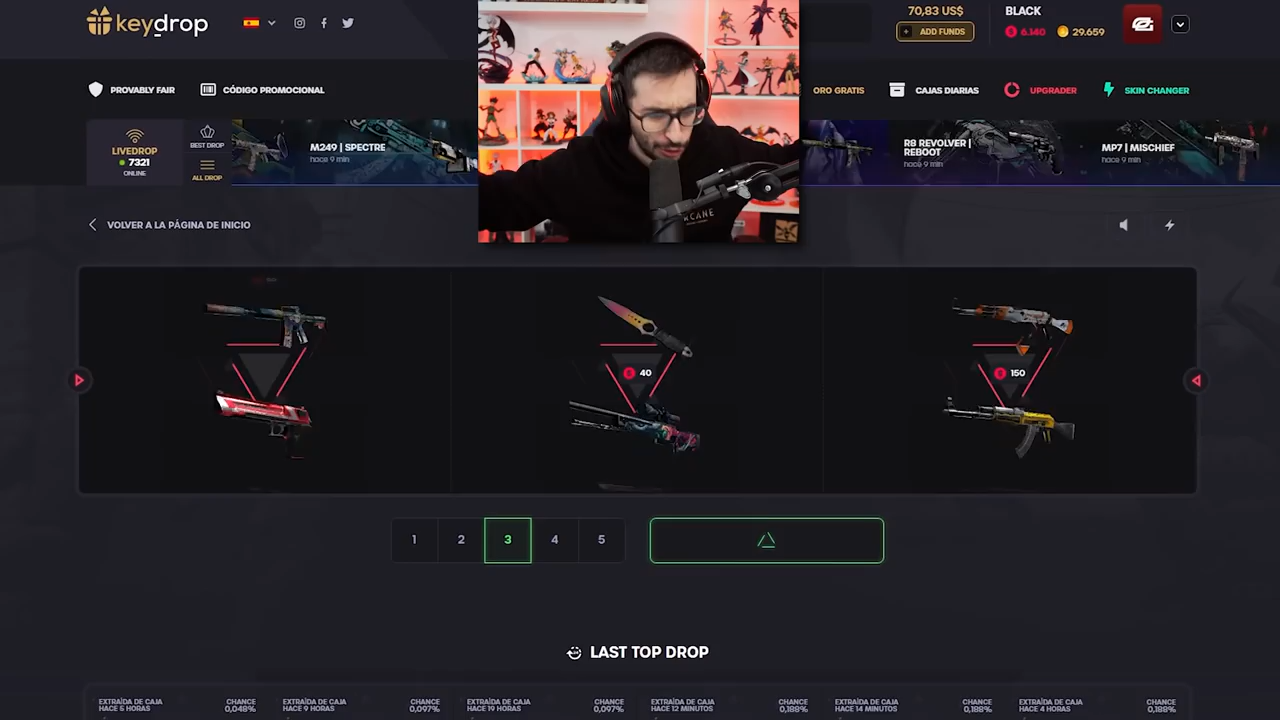 keydrop
70,83 US$
ADD FUNDS
BLACK
6.140
29.659
PROVABLY FAIR
CÓDIGO PROMOCIONAL
ORO GRATIS
CAJAS DIARIAS
UPGRADER
SKIN CHANGER
LIVEDROP
7321
ONLINE
BEST DROP
ALL DROP
M249 | SPECTRE
hace 9 min
R8 REVOLVER |
REBOOT
hace 9 min
MP7 | MISCHIEF
hace 9 min
VOLVER A LA PÁGINA DE INICIO
40
150
1
2
3
4
5
LAST TOP DROP
EXTRAÍDA DE CAJA
HACE 5 HORAS
CHANCE
0,048%
EXTRAÍDA DE CAJA
HACE 9 HORAS
CHANCE
0,097%
EXTRAÍDA DE CAJA
HACE 19 HORAS
CHANCE
0,097%
EXTRAÍDA DE CAJA
HACE 12 MINUTOS
CHANCE
0,188%
EXTRAÍDA DE CAJA
HACE 14 MINUTOS
CHANCE
0,188%
EXTRAÍDA DE CAJA
HACE 4 HORAS
CHANCE
0,188%